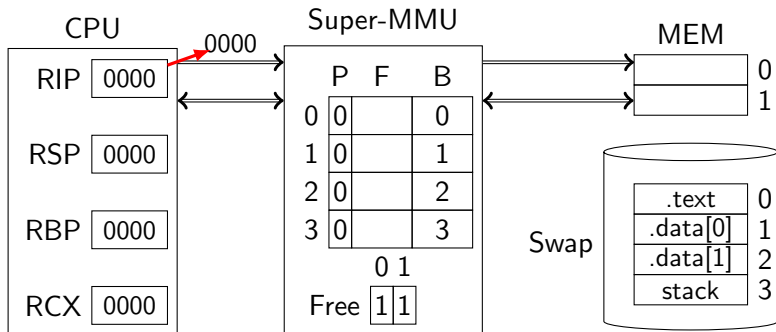 CPU
Super-MMU
MEM
0000
RIP 0000
RSP 0000
RBP 0000
RCX 0000
P F B
0 0 0
1 0 1
2 0 2
3 0 3
0 1
Free 1 1
0
1
Swap
.text 0
.data[0] 1
.data[1] 2
stack 3